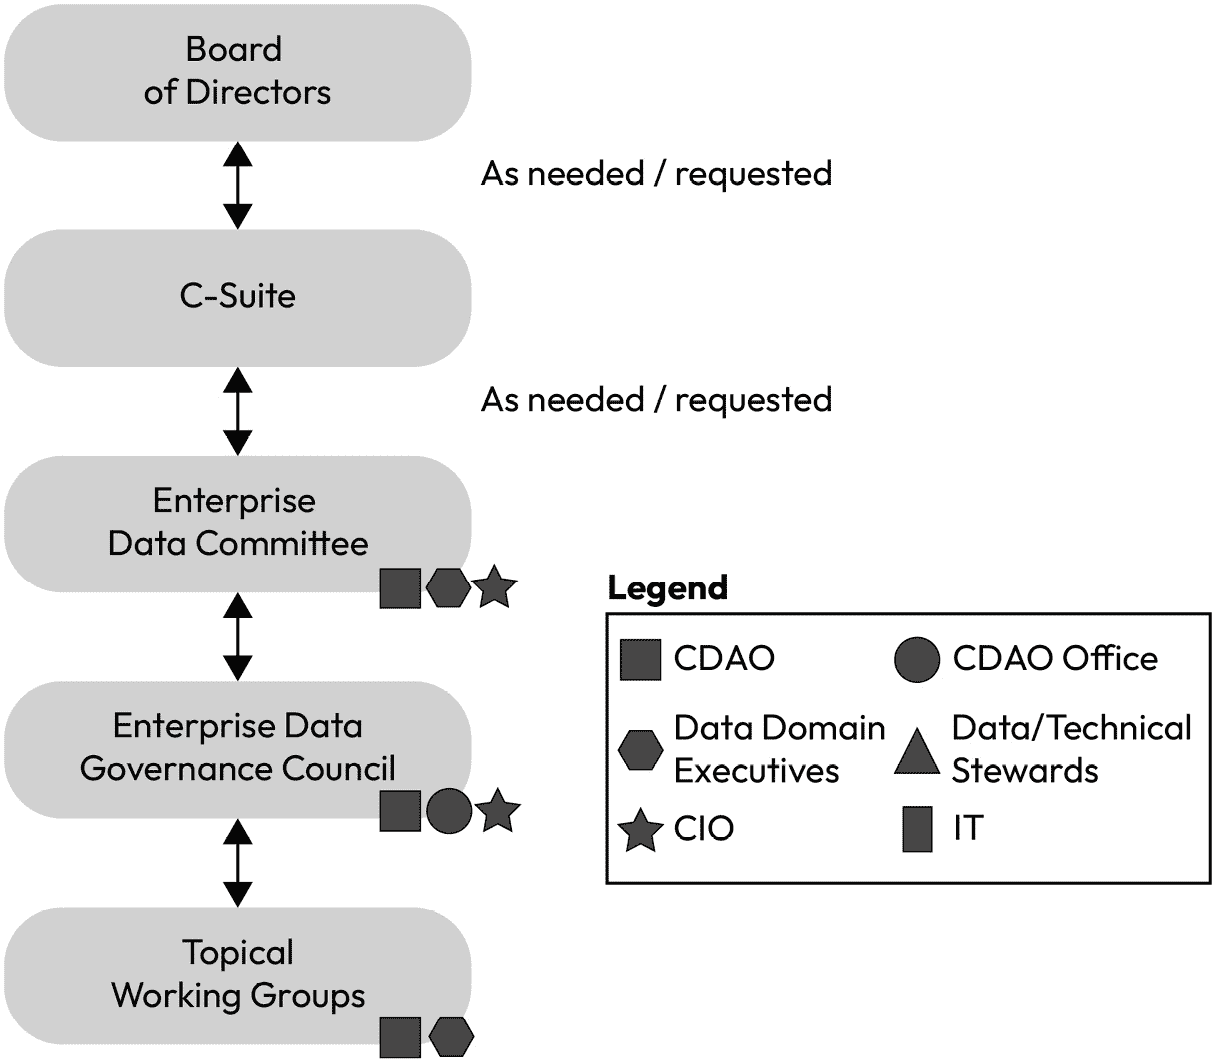 Board
of Directors
As needed / requested
C-Suite
As needed / requested
Enterprise
Data Committee
Enterprise Data
Governance Council
Topical
Working Groups
Legend
CDAO
CDAO Office
Data Domain
Executives
Data/Technical
Stewards
CIO
IT